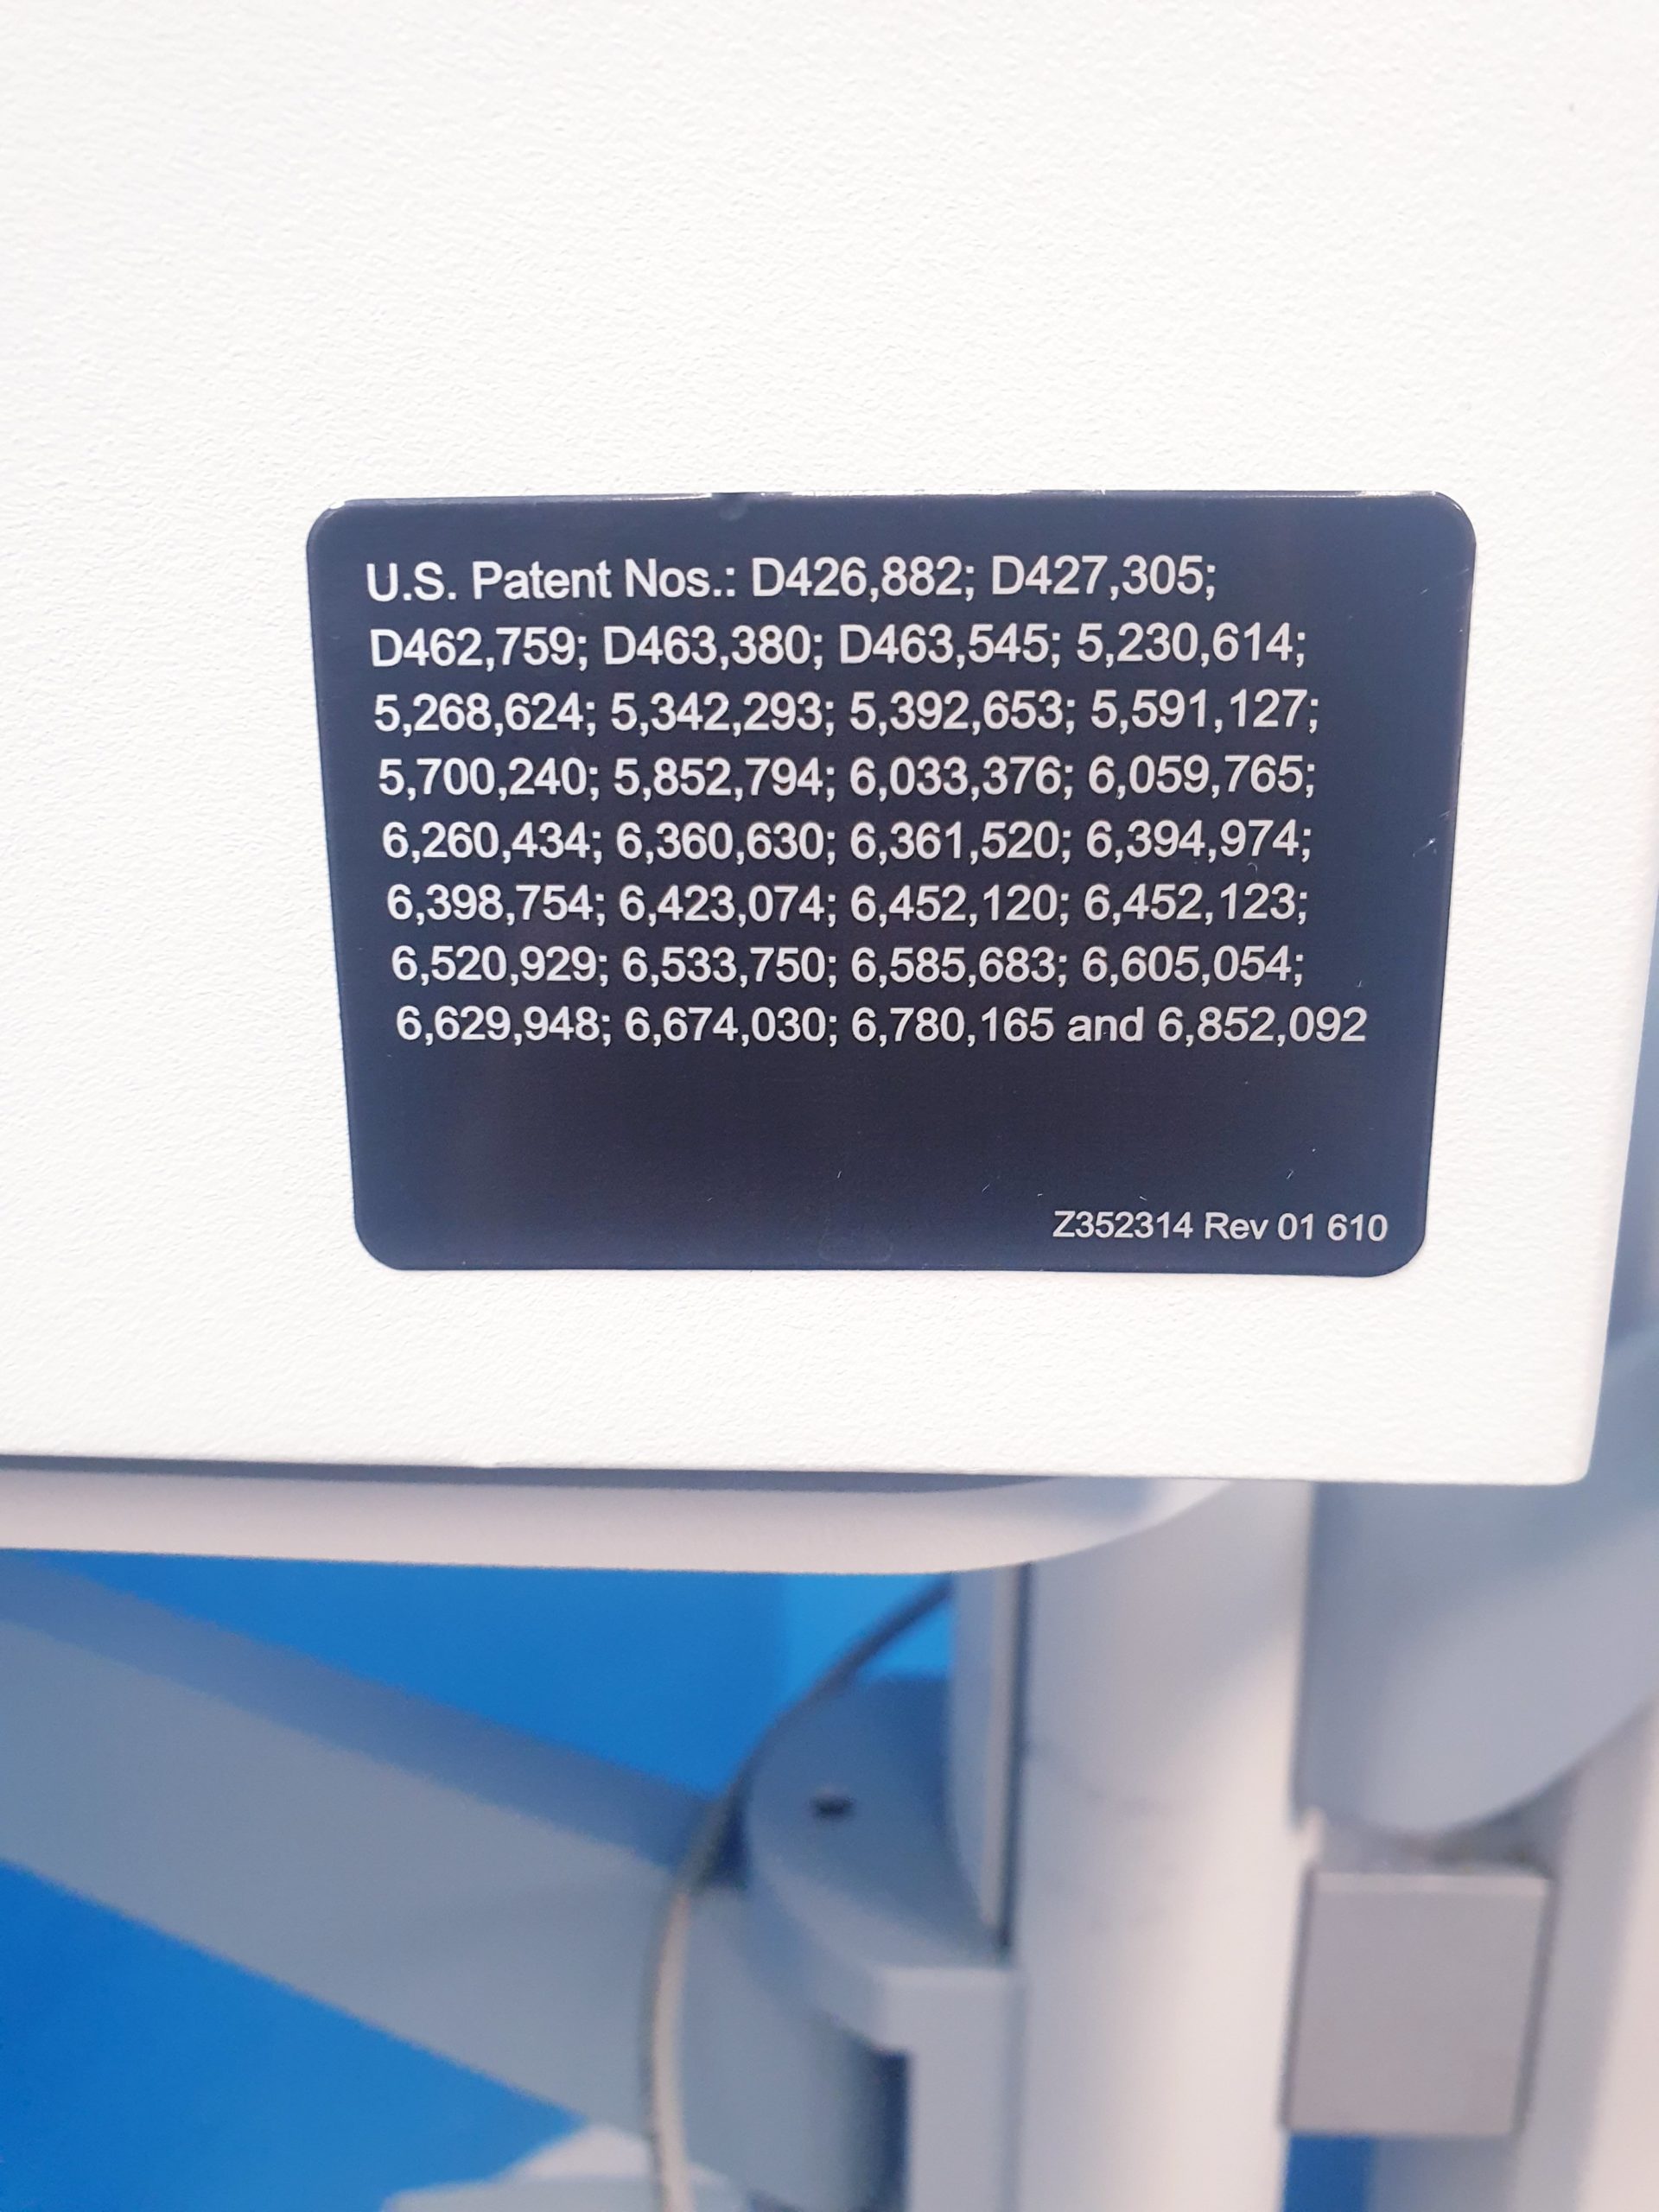 U.S. Patent Nos.: D426,882; D427,305;
D462,759; D463,380; D463,545; 5,230,614;
5,268,624; 5,342,293; 5,392,653; 5,591,127;
5,700,240; 5,852,794; 6,033,376; 6,059,765;
6,260,434; 6,360,630; 6,361,520; 6,394,974;
6,398,754; 6,423,074; 6,452,120; 6,452,123;
6,520,929; 6,533,750; 6,585,683; 6,605,054;
6,629,948; 6,674,030; 6,780,165 and 6,852,092
Z352314 Rev 01 610